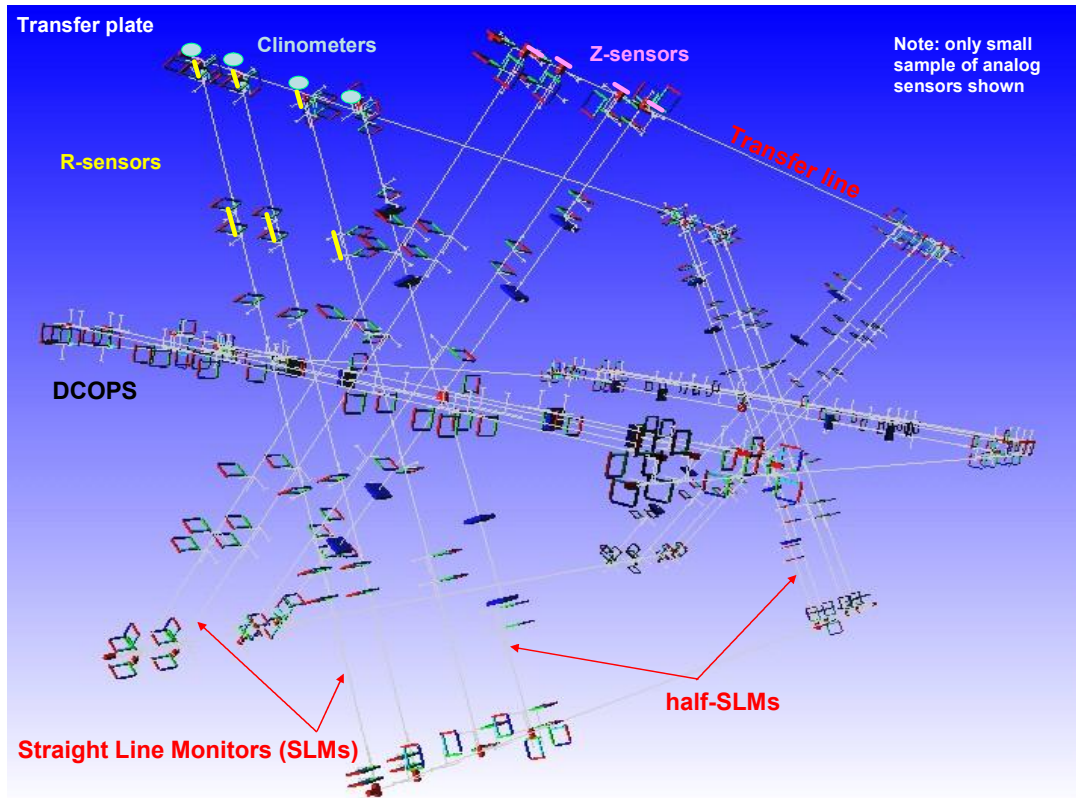 Transfer plate
Clinometers
Z-sensors
Note: only small
sample of analog
sensors shown
R-sensors
Transfer line
DCOPS
half-SLMs
Straight Line Monitors (SLMs)